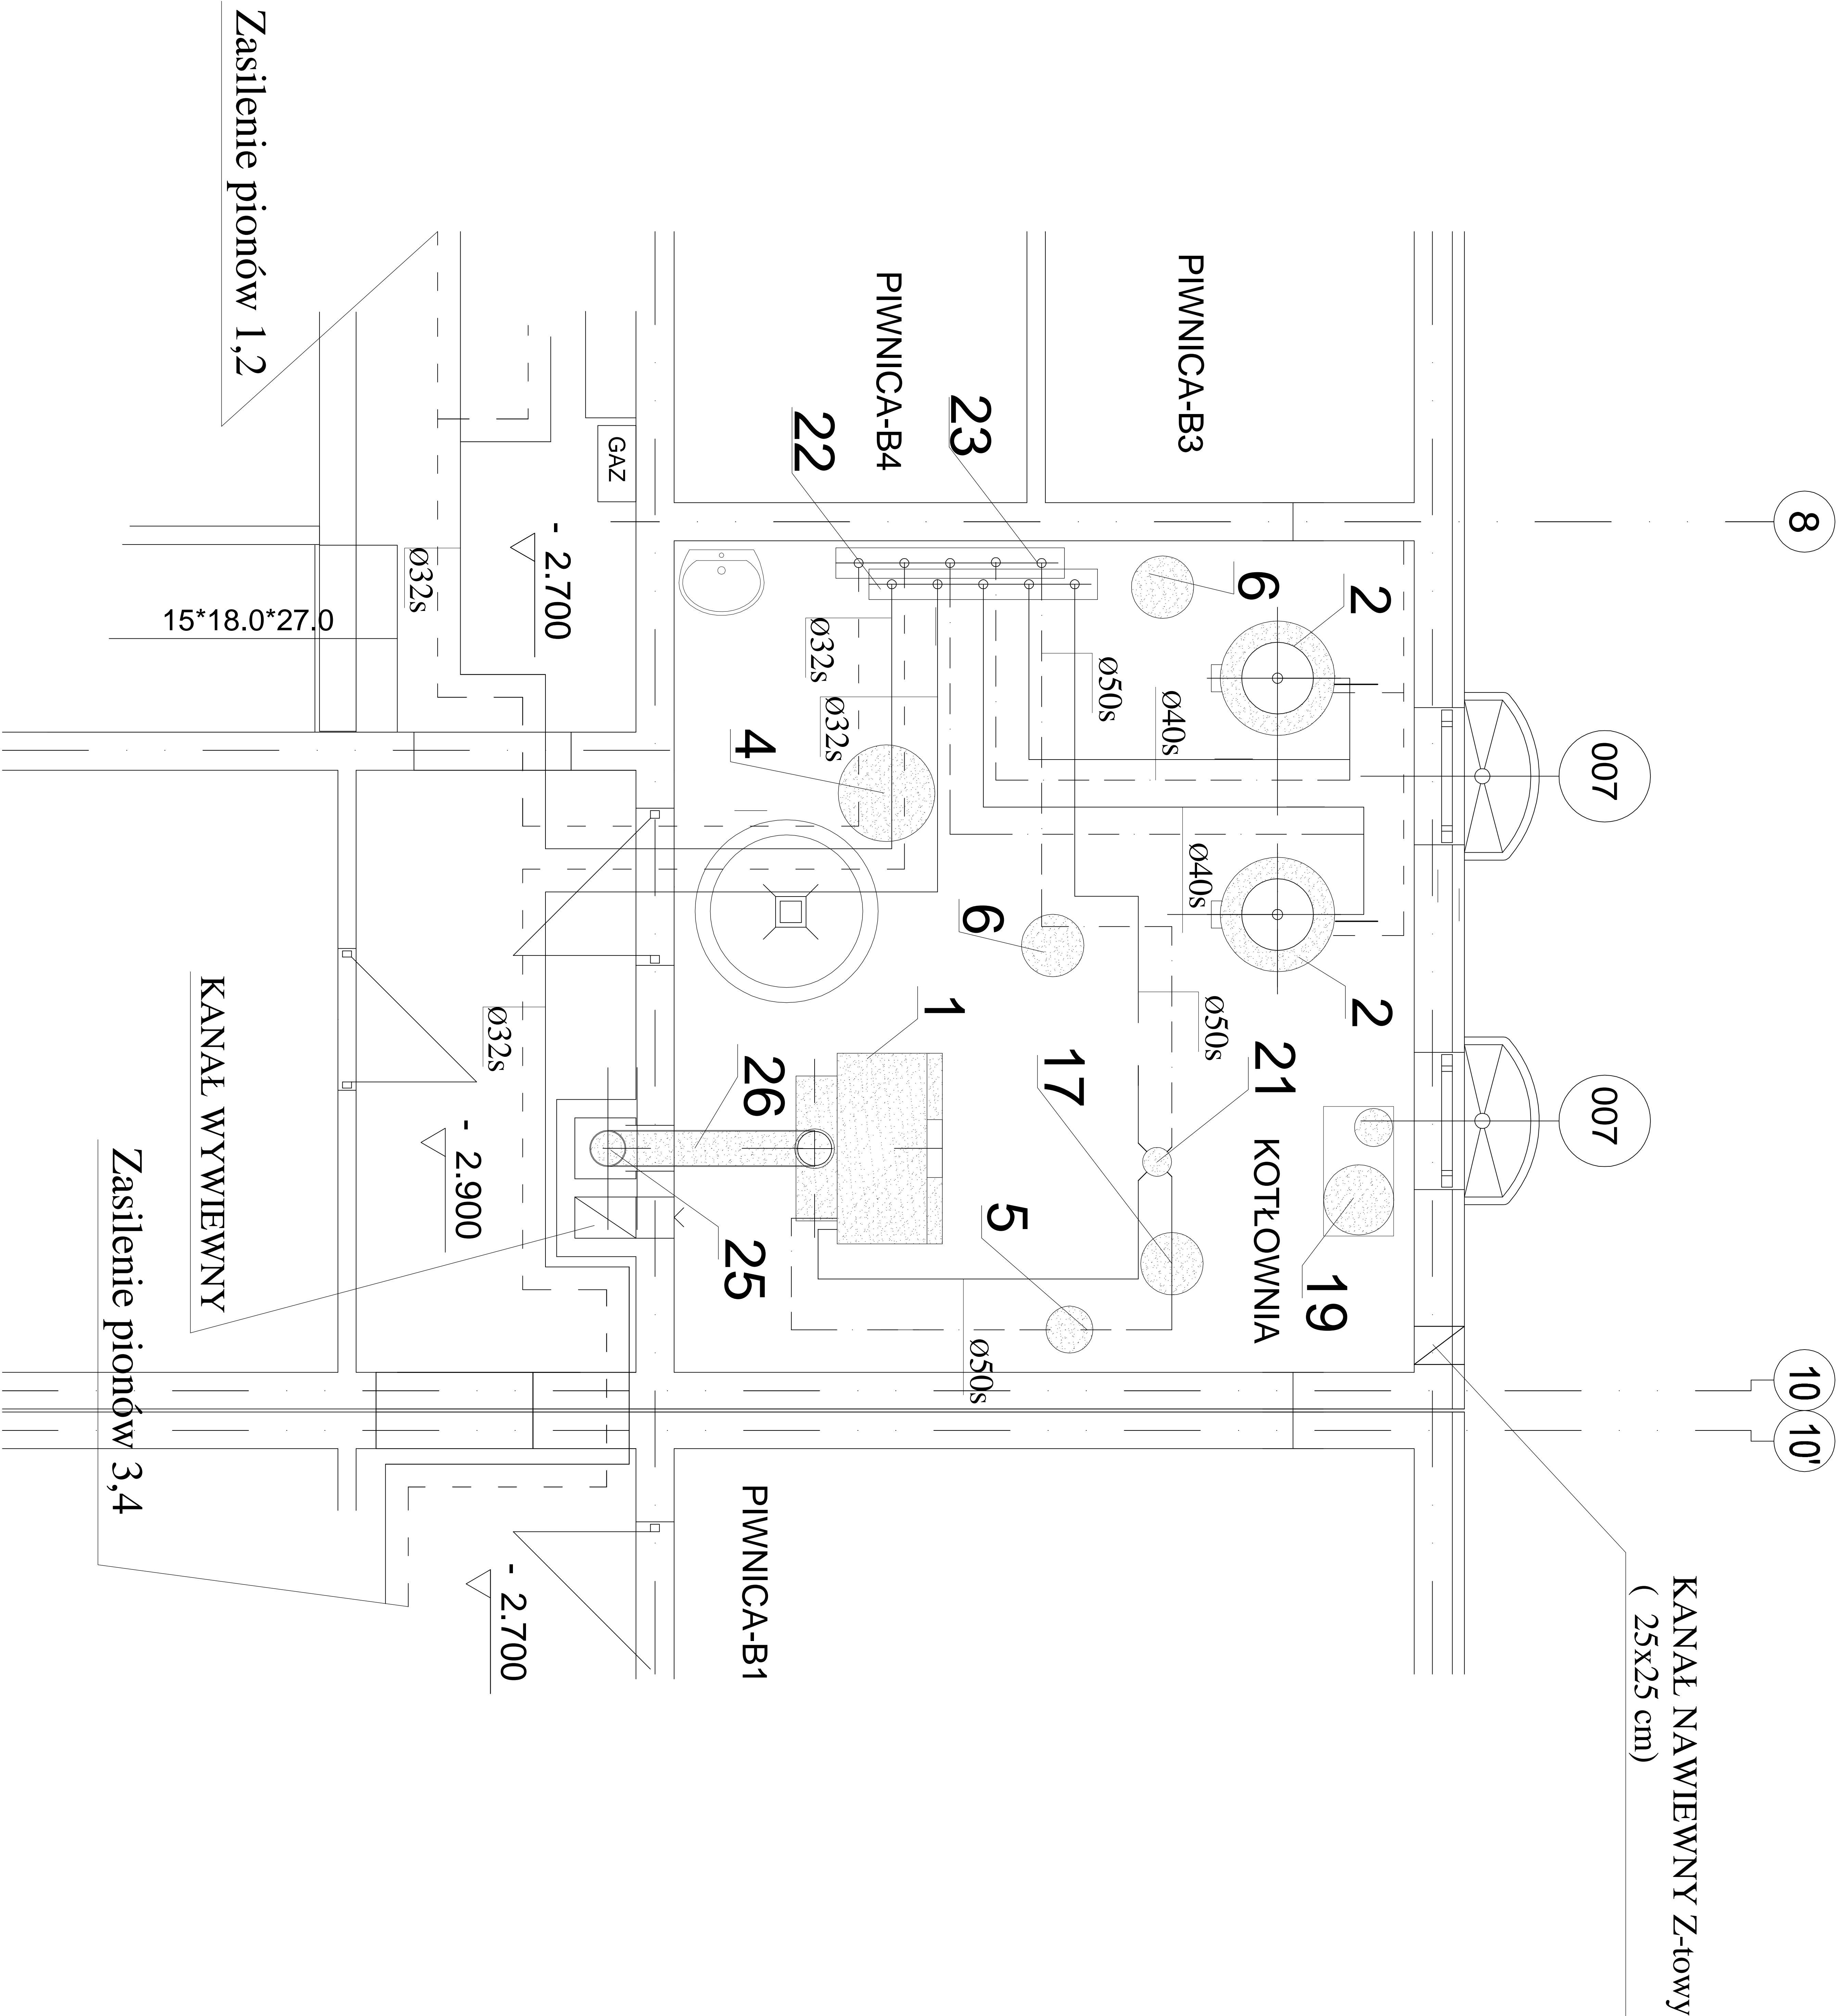 8
007
007
10
10'
KANAŁ NAWIEWNY Z-towy
( 25x25 cm)
PIWNICA-B3
6
2
2
19
KOTŁOWNIA
21
Ø50s
Ø40s
Ø40s
Ø50s
17
5
Ø50s
6
23
PIWNICA-B4
22
Ø32s
Ø32s
4
1
26
25
PIWNICA-B1
GAZ
- 2.700
Ø32s
15*18.0*27.0
Ø32s
- 2.900
- 2.700
Zasilenie pionów 1,2
KANAŁ WYWIEWNY
Zasilenie pionów 3,4